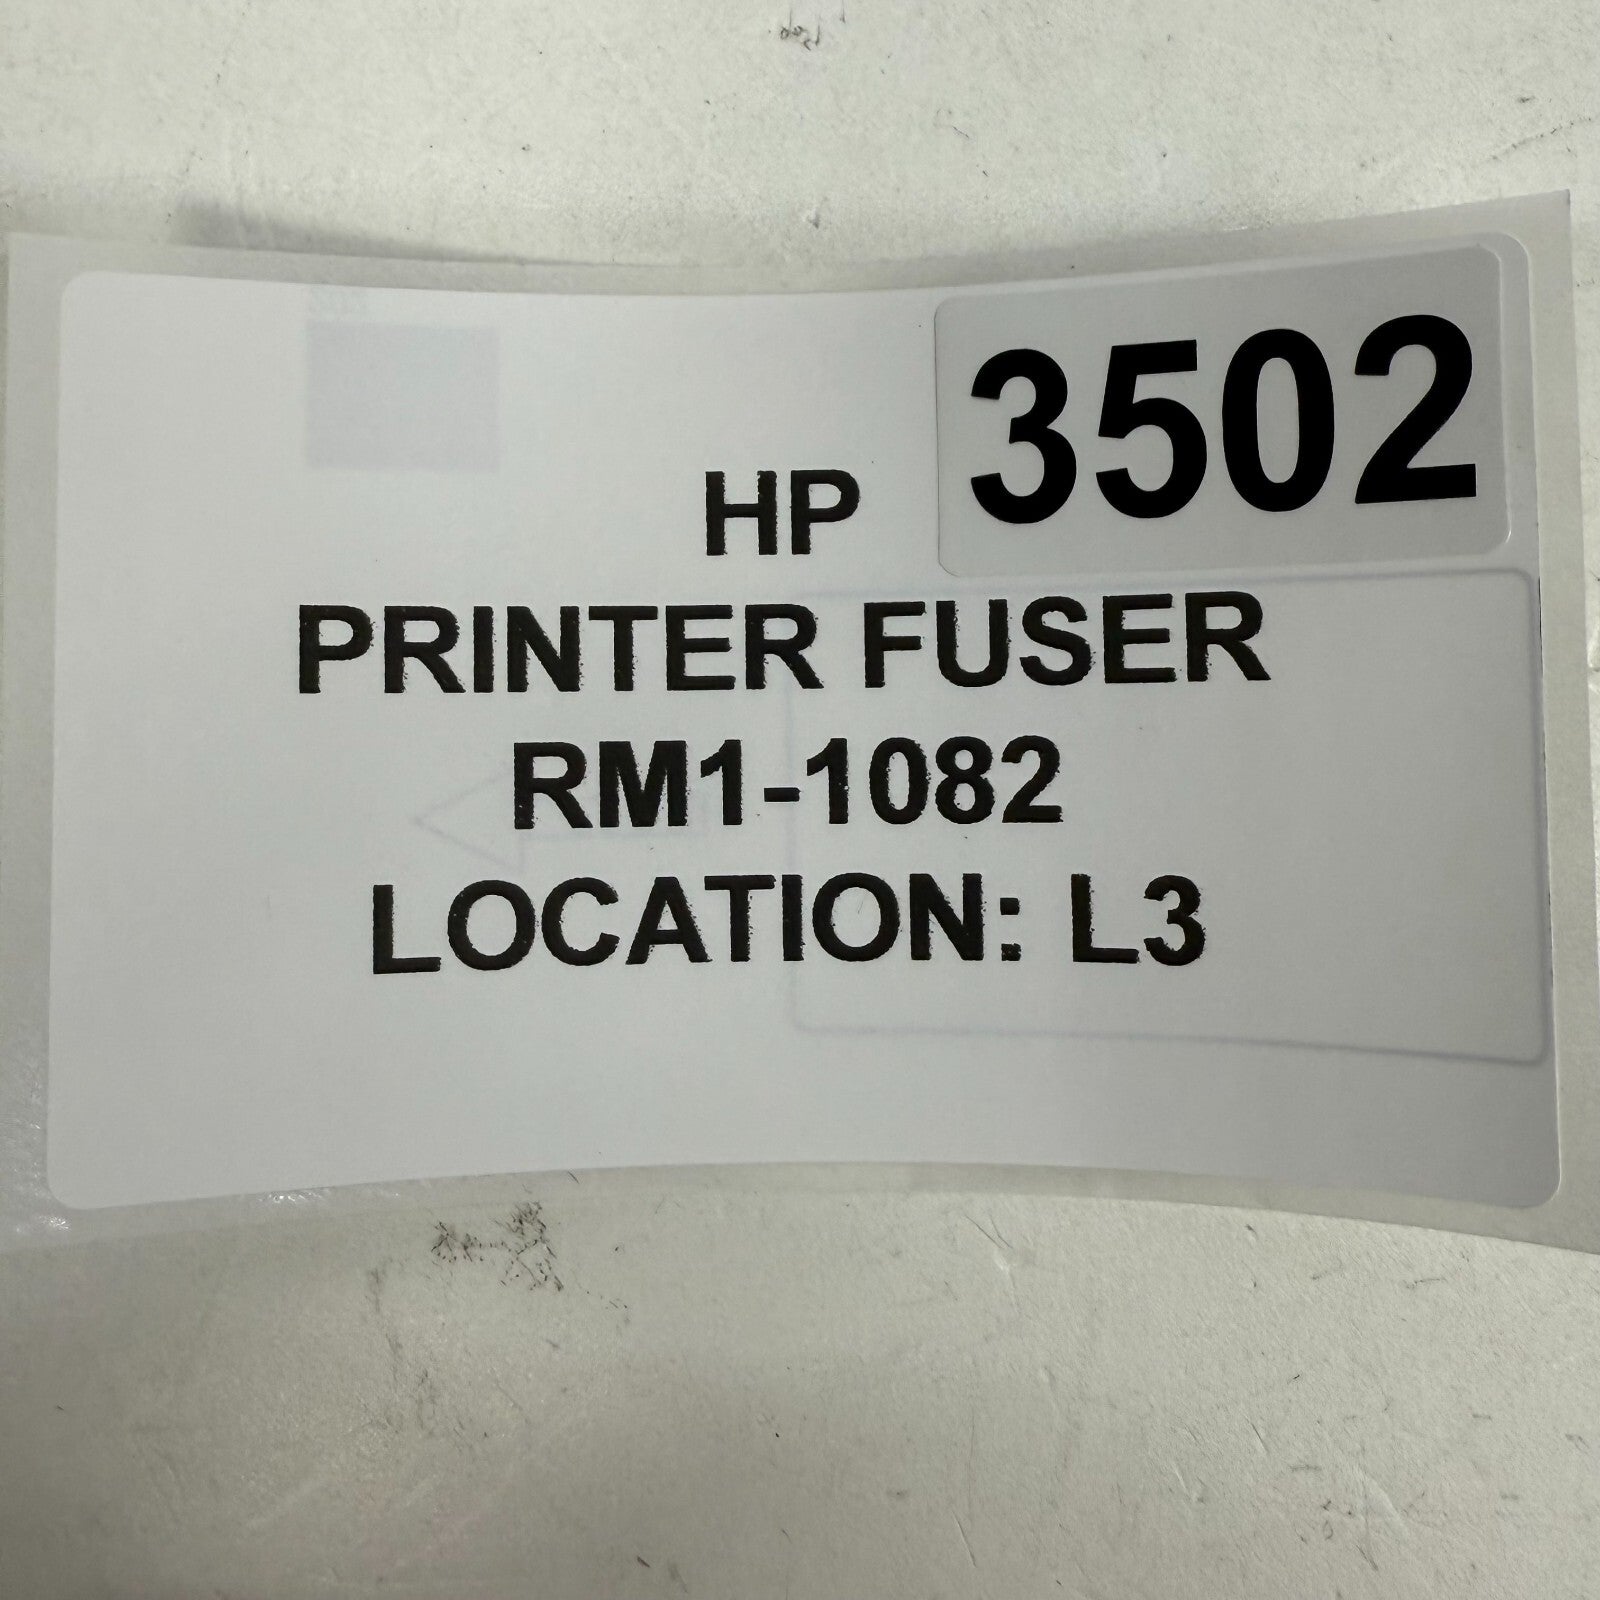 3502
HP
PRINTER FUSER
RM1-1082
LOCATION: L3